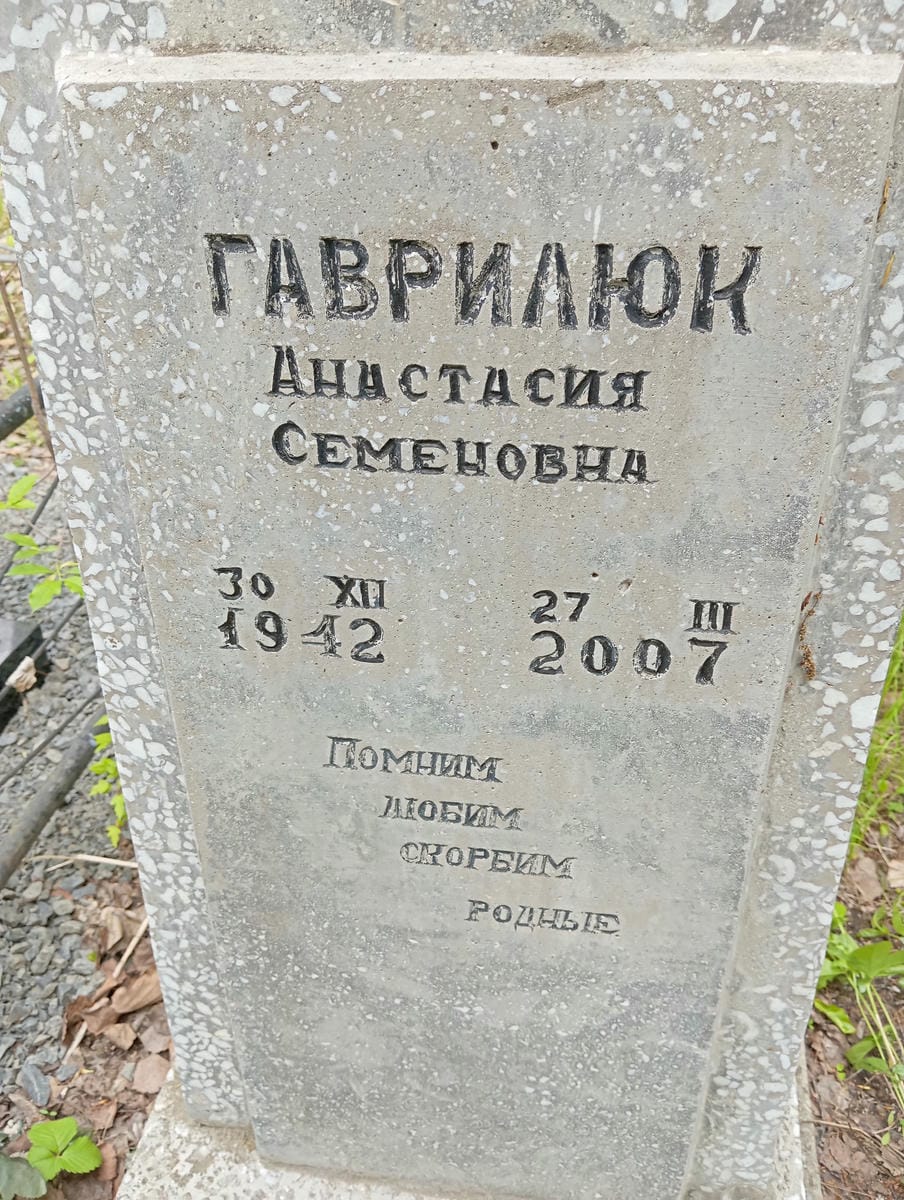 ГАВРИЛЮК
АНАСТАСИЯ
СЕМЕНОВНА
30 XII 27 III
1942 2007
ПОМНИМ
ЛЮБИМ
СКОРБИМ
РОДНЫЕ